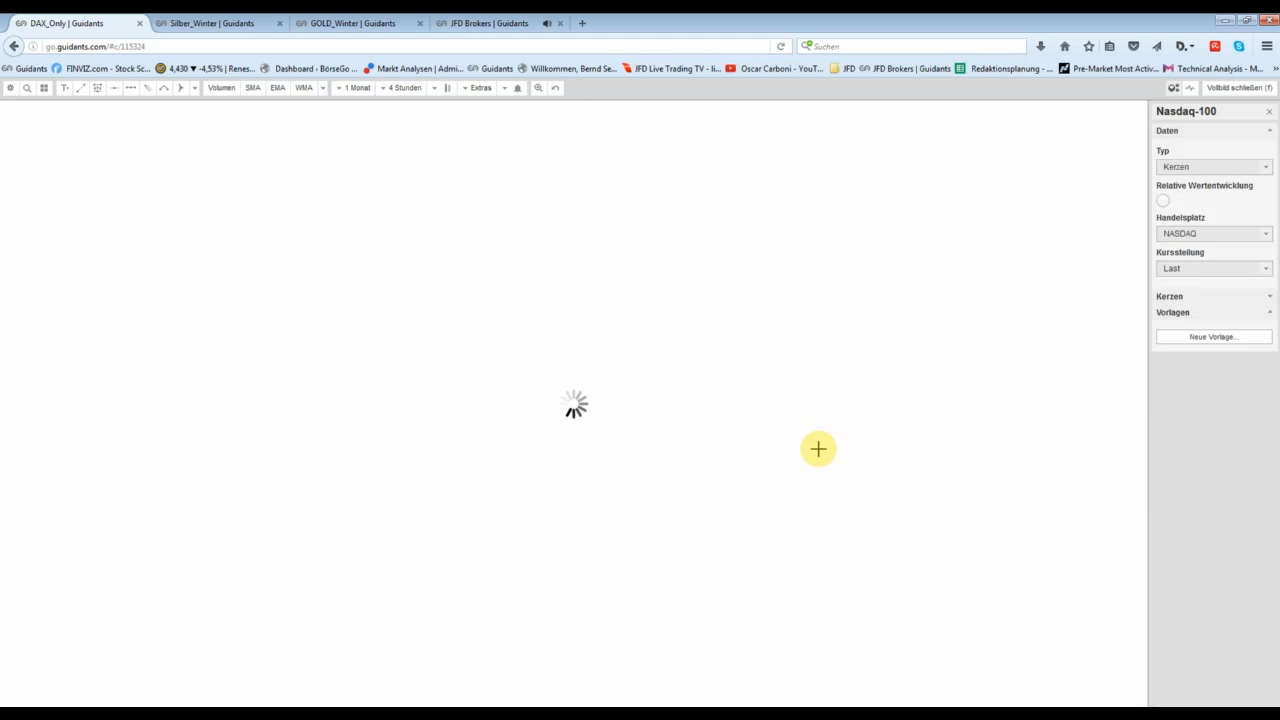 DAX_Only | Guidants
Silber_Winter | Guidants
GOLD_Winter | Guidants
JFD Brokers | Guidants
go.guidants.com/#c/115324
Suchen
Guidants
FINVIZ.com - Stock Sc...
4,430 ▼ -4,53% | Renes...
Dashboard ‹ BörseGo ...
Markt Analysen | Admi...
Guidants
Willkommen, Bernd Se...
JFD Live Trading TV - li...
Oscar Carboni - YouT...
JFD
JFD Brokers | Guidants
Redaktionsplanung - ...
Pre-Market Most Activ...
Technical Analysis - M...
Volumen
SMA
EMA
WMA
1 Monat
4 Stunden
Extras
Vollbild schließen (f)
Nasdaq-100
Daten
Typ
Kerzen
Relative Wertentwicklung
Handelsplatz
NASDAQ
Kursstellung
Last
Kerzen
Vorlagen
Neue Vorlage...